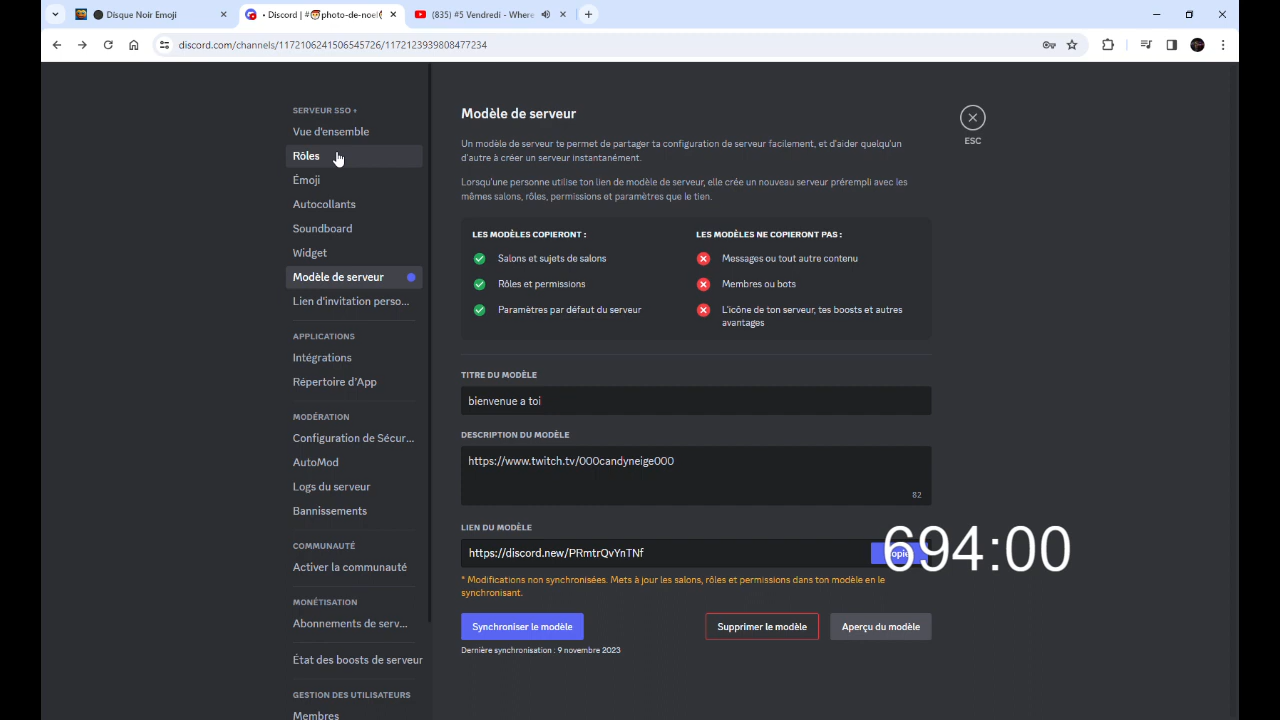 Disque Noir Emoji
• Discord | #
photo-de-noel
(835) #5 Vendredi - Where
discord.com/channels/1172106241506545726/1172123939808477234
SERVEUR SSO
Vue d'ensemble
Rôles
Émoji
Autocollants
Soundboard
Widget
Modèle de serveur
Lien d'invitation perso...
APPLICATIONS
Intégrations
Répertoire d'App
MODÉRATION
Configuration de Sécur...
AutoMod
Logs du serveur
Bannissements
COMMUNAUTÉ
Activer la communauté
MONÉTISATION
Abonnements de serv...
État des boosts de serveur
GESTION DES UTILISATEURS
Membres
Modèle de serveur
ESC
Un modèle de serveur te permet de partager ta configuration de serveur facilement, et d'aider quelqu'un
d'autre à créer un serveur instantanément.
Lorsqu'une personne utilise ton lien de modèle de serveur, elle crée un nouveau serveur prérempli avec les
mêmes salons, rôles, permissions et paramètres que le tien.
LES MODÈLES COPIERONT :
Salons et sujets de salons
Rôles et permissions
Paramètres par défaut du serveur
LES MODÈLES NE COPIERONT PAS :
Messages ou tout autre contenu
Membres ou bots
L'icône de ton serveur, tes boosts et autres
avantages
TITRE DU MODÈLE
bienvenue a toi
DESCRIPTION DU MODÈLE
https://www.twitch.tv/000candyneige000
82
LIEN DU MODÈLE
https://discord.new/PRmtrQvYnTNf
694:00
* Modifications non synchronisées. Mets à jour les salons, rôles et permissions dans ton modèle en le
synchronisant.
Synchroniser le modèle
Supprimer le modèle
Aperçu du modèle
Dernière synchronisation : 9 novembre 2023